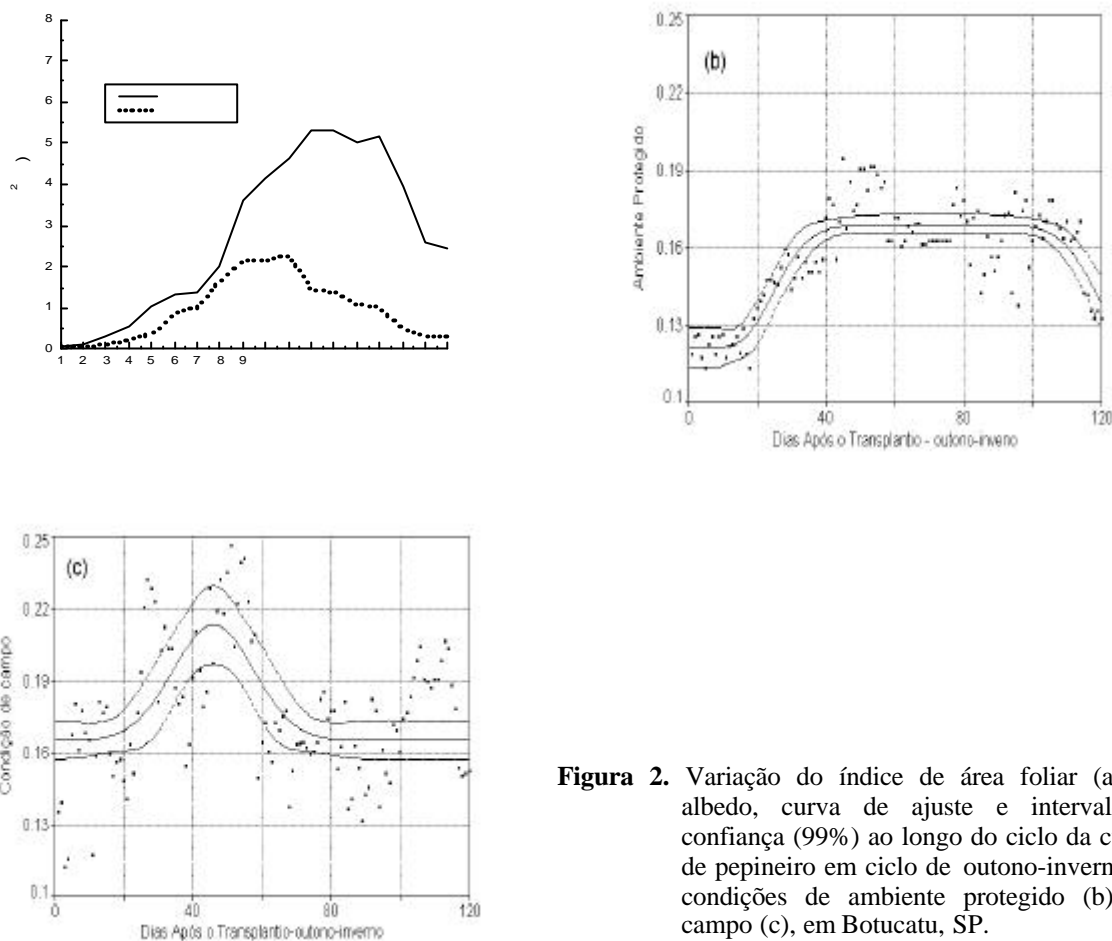 8
7
6
5
4
3
2
1
0
1 2 3 4 5 6 7 8 9
2 )
(b)
Ambiente Protegido
0.25
0.22
0.19
0.16
0.13
0.1
0 40 80 120
Dias Após o Transplantio - outono-inveno
(c)
Condição de campo
0.25
0.22
0.19
0.16
0.13
0.1
0 40 80 120
Dias Após o Transplantio-outono-inverno
Figura 2. Variação do índice de área foliar (a
albedo, curva de ajuste e interval
confiança (99%) ao longo do ciclo da c
de pepineiro em ciclo de outono-invern
condições de ambiente protegido (b)
campo (c), em Botucatu, SP.